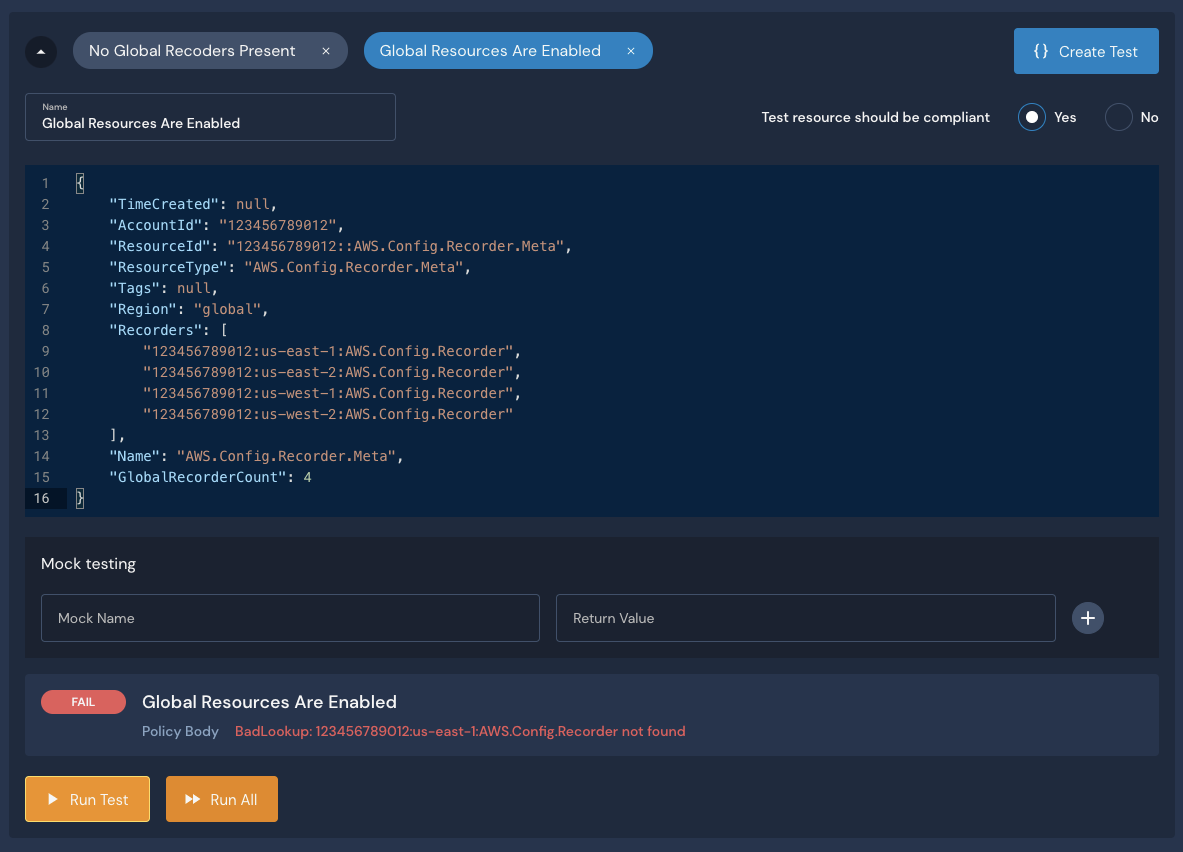 No Global Recoders Present ×
Global Resources Are Enabled ×
{} Create Test
Name
Global Resources Are Enabled
Test resource should be compliant
Yes
No
1 {
2     "TimeCreated": null,
3     "AccountId": "123456789012",
4     "ResourceId": "123456789012::AWS.Config.Recorder.Meta",
5     "ResourceType": "AWS.Config.Recorder.Meta",
6     "Tags": null,
7     "Region": "global",
8     "Recorders": [
9         "123456789012:us-east-1:AWS.Config.Recorder",
10         "123456789012:us-east-2:AWS.Config.Recorder",
11         "123456789012:us-west-1:AWS.Config.Recorder",
12         "123456789012:us-west-2:AWS.Config.Recorder"
13     ],
14     "Name": "AWS.Config.Recorder.Meta",
15     "GlobalRecorderCount": 4
16 }
Mock testing
Mock Name
Return Value
FAIL
Global Resources Are Enabled
Policy Body BadLookup: 123456789012:us-east-1:AWS.Config.Recorder not found
Run Test
Run All